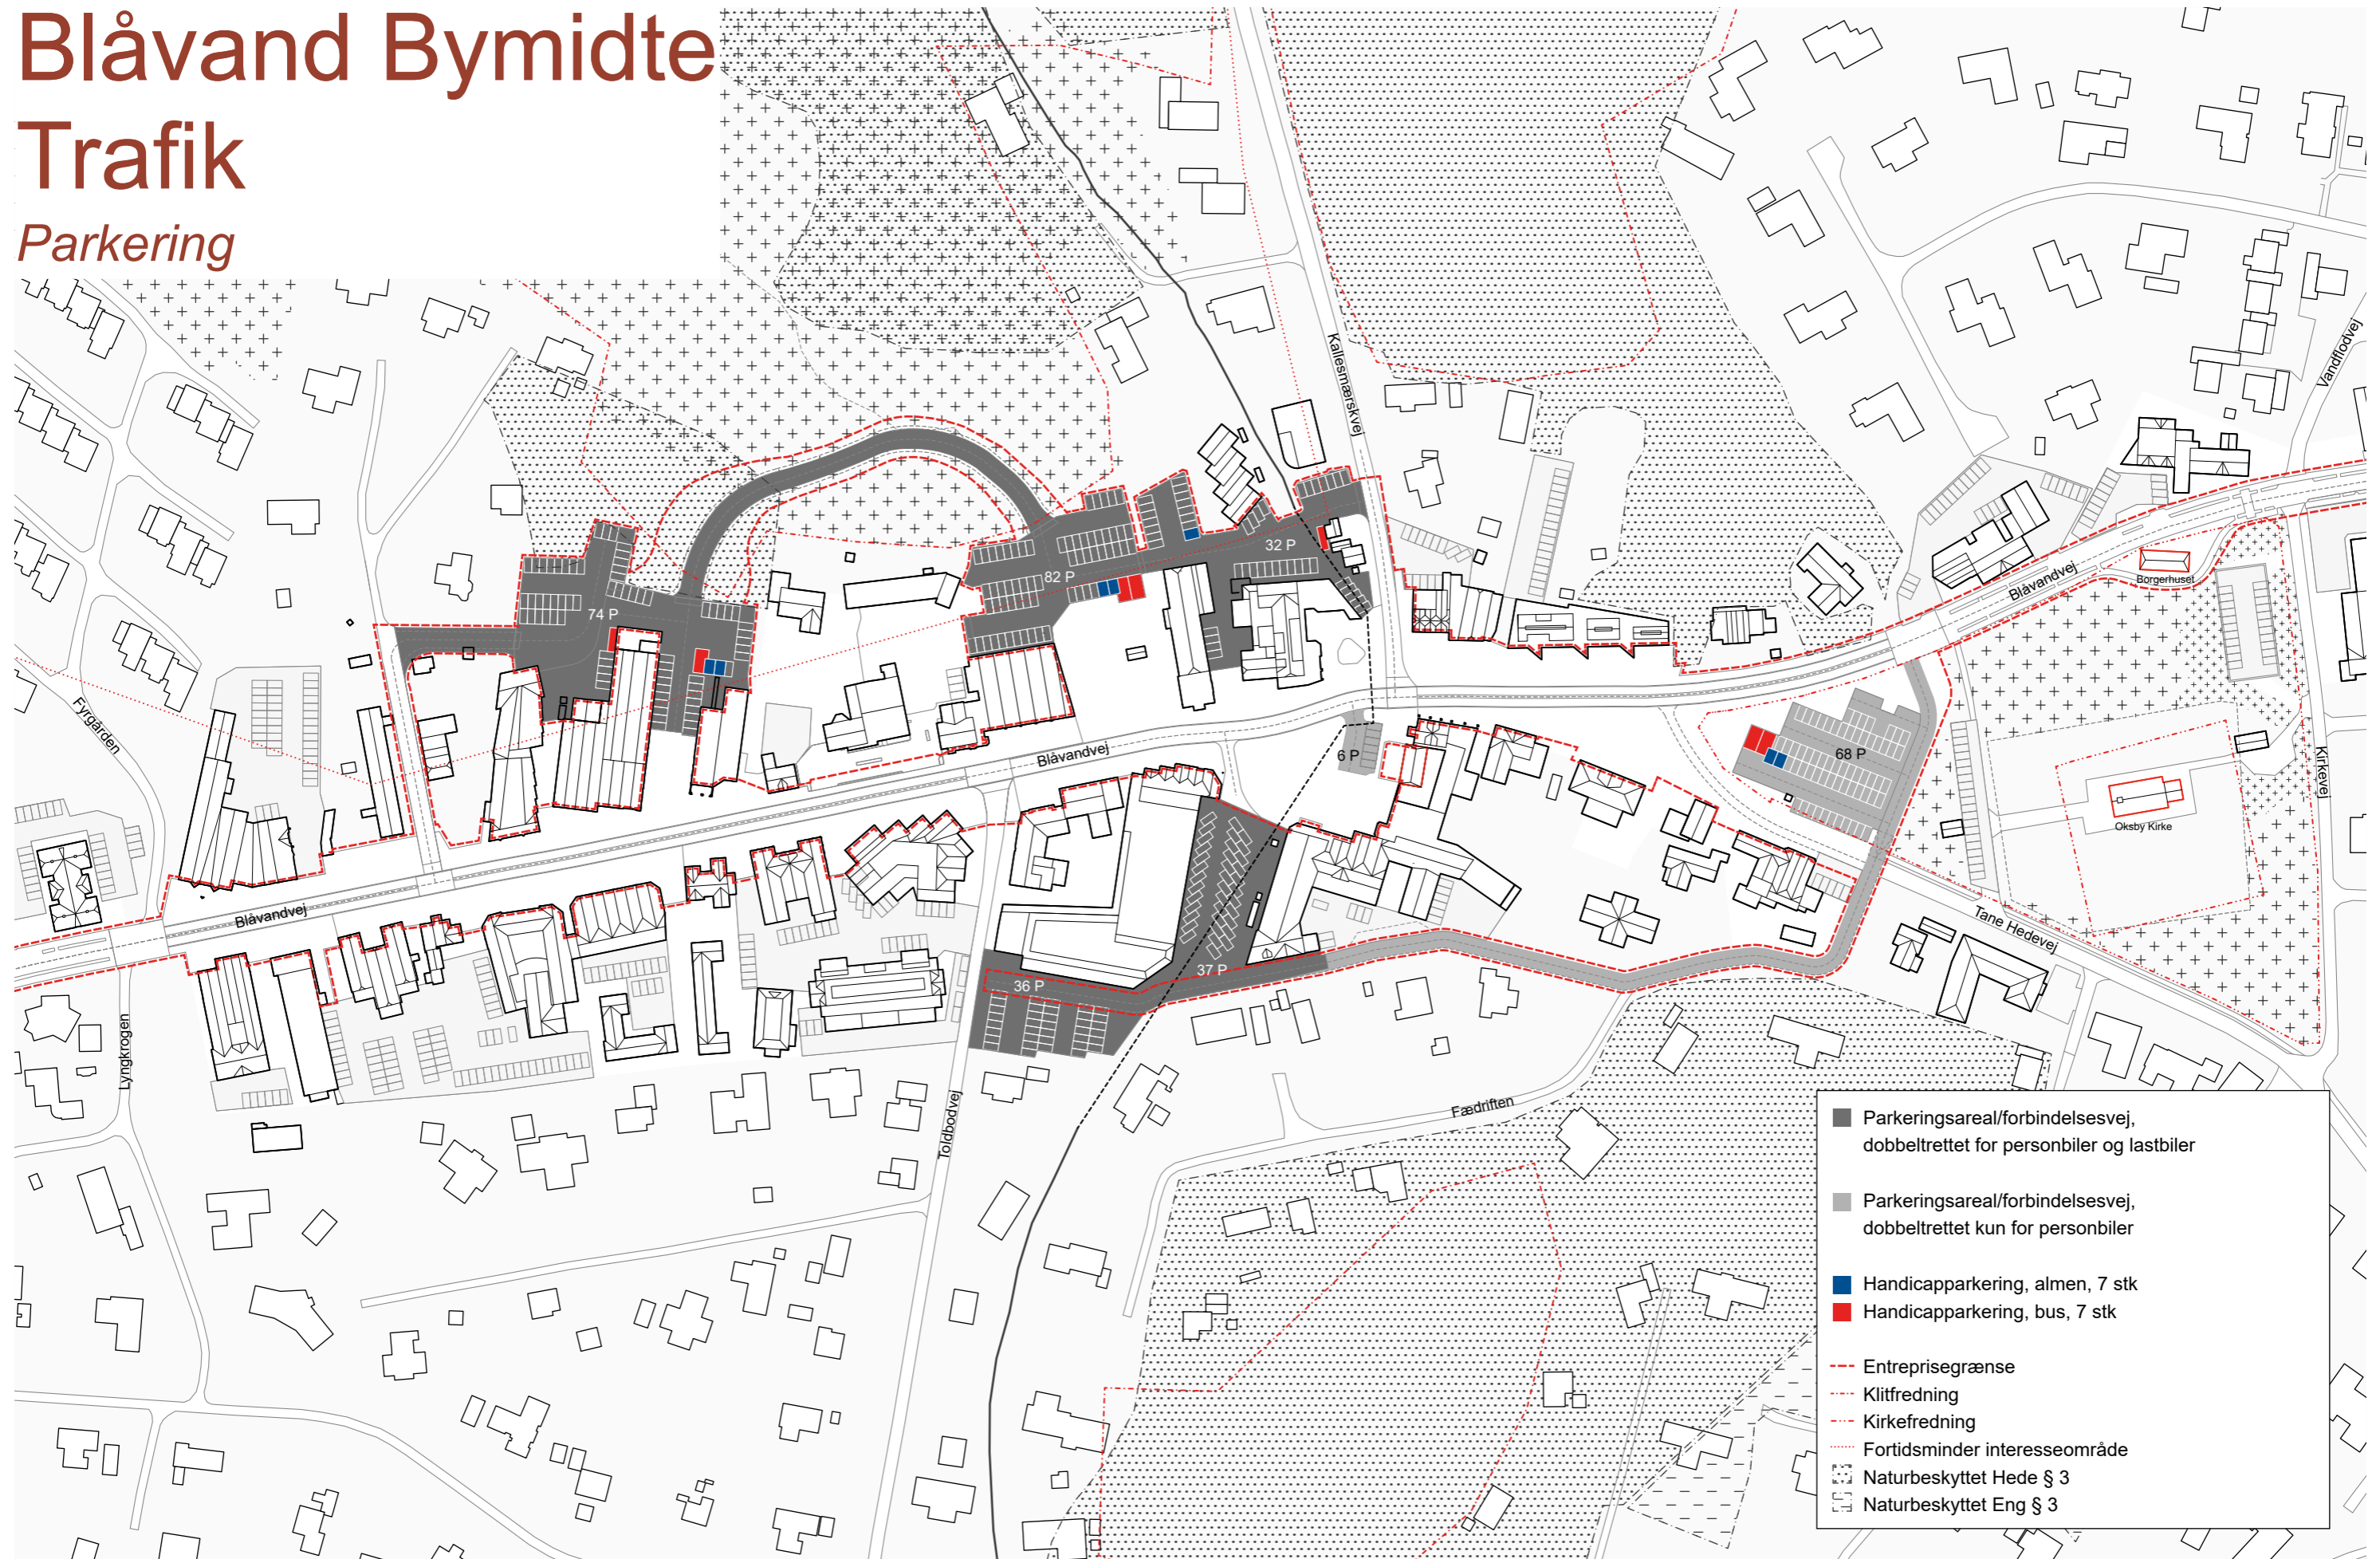 Blåvand Bymidte
Trafik
Parkering
Kallesmærskvej
Vandflodvej
32 P
82 P
74 P
Blåvandvej
Borgerhuset
Fyrgården
Blåvandvej
6 P
68 P
Kirkevej
Oksby Kirke
Blåvandvej
Tane Hedevej
37 P
36 P
Lyngkrogen
Toldbodvej
Fædriften
Parkeringsareal/forbindelsesvej,
dobbeltrettet for personbiler og lastbiler
Parkeringsareal/forbindelsesvej,
dobbeltrettet kun for personbiler
Handicapparkering, almen, 7 stk
Handicapparkering, bus, 7 stk
Entreprisegrænse
Klitfredning
Kirkefredning
Fortidsminder interesseområde
Naturbeskyttet Hede § 3
Naturbeskyttet Eng § 3